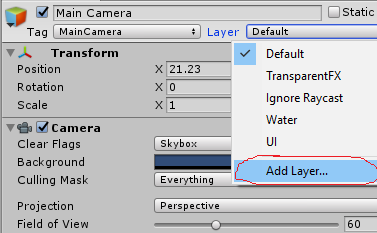 Main Camera Static
Tag MainCamera Layer Default
Default
TransparentFX
Ignore Raycast
Water
UI
Add Layer...
Transform
Position X 21.23
Rotation X 0
Scale X 1
Camera
Clear Flags Skybox
Background
Culling Mask Everything
Projection Perspective
Field of View 60